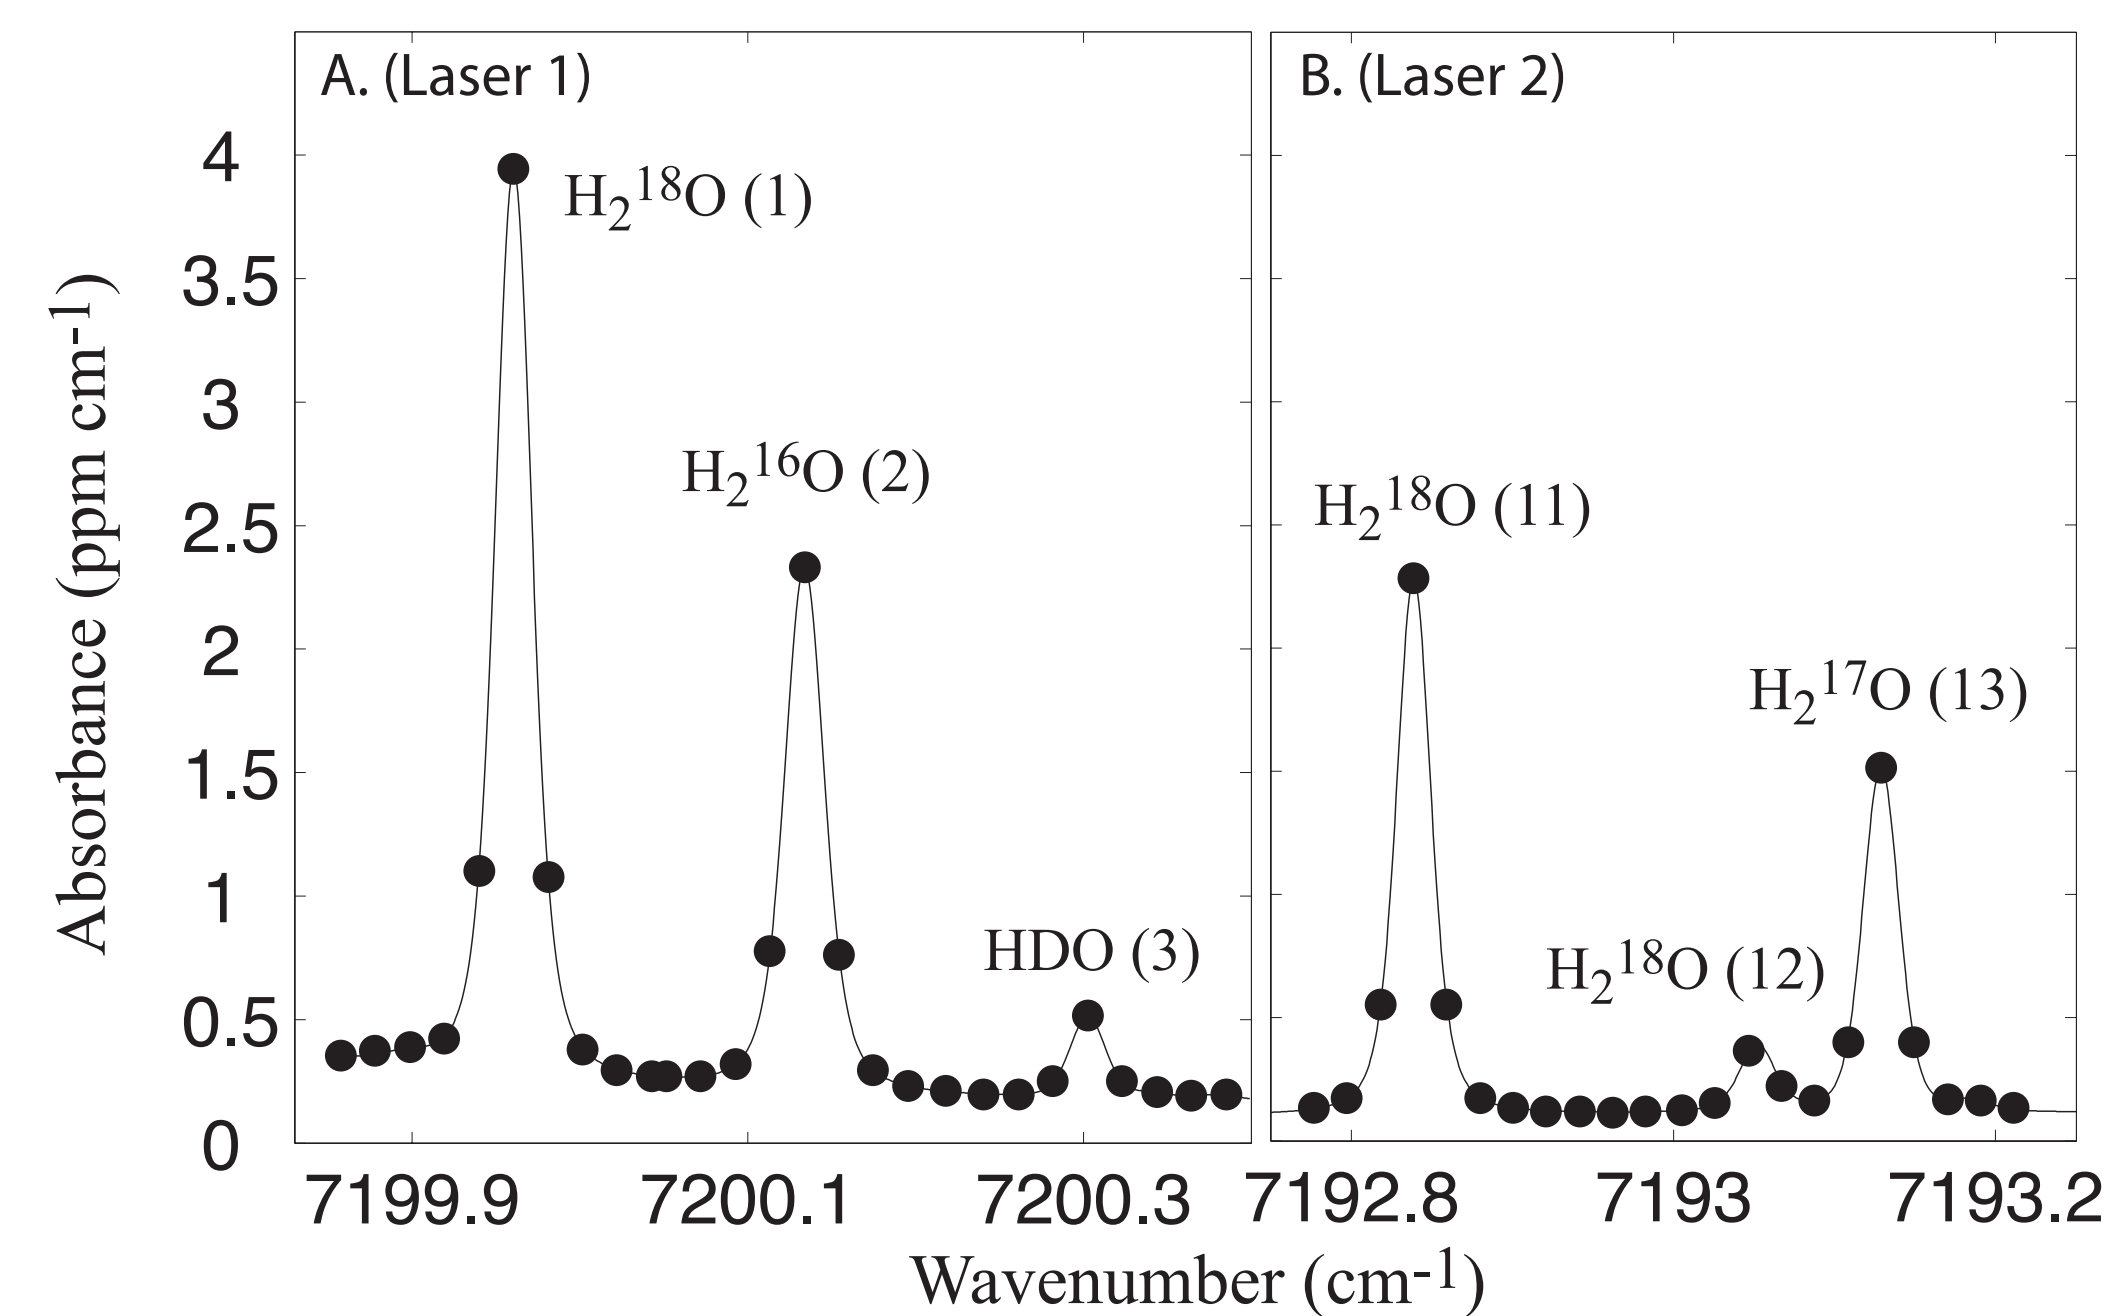 A. (Laser 1)
B. (Laser 2)
H₂¹⁸O (1)
H₂¹⁶O (2)
HDO (3)
H₂¹⁸O (11)
H₂¹⁸O (12)
H₂¹⁷O (13)
Absorbance (ppm cm⁻¹)
4
3.5
3
2.5
2
1.5
1
0.5
0
7199.9 7200.1 7200.3 7192.8 7193 7193.2
Wavenumber (cm⁻¹)